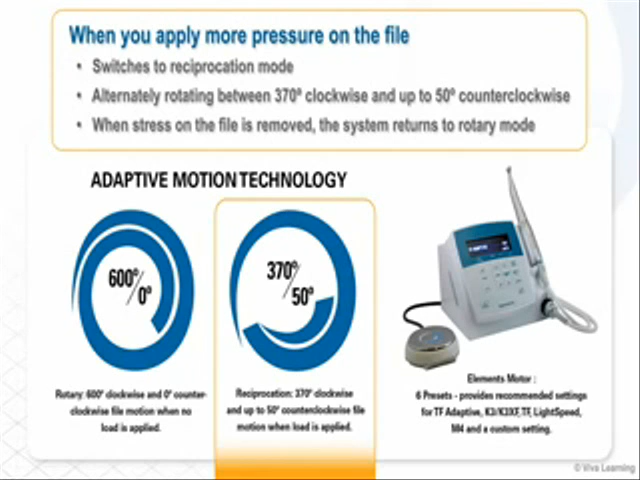 When you apply more pressure on the file
• Switches to reciprocation mode
• Alternately rotating between 370º clockwise and up to 50º counterclockwise
• When stress on the file is removed, the system returns to rotary mode
ADAPTIVE MOTION TECHNOLOGY
600º/0º
370º/50º
Rotary: 600º clockwise and 0º counter-
clockwise file motion when no
load is applied.
Reciprocation: 370º clockwise
and up to 50º counterclockwise file
motion when load is applied.
Elements Motor :
6 Presets - provides recommended settings
for TF Adaptive, K3/K3XF,TF, LightSpeed,
M4 and a custom setting.
© Viva Learning